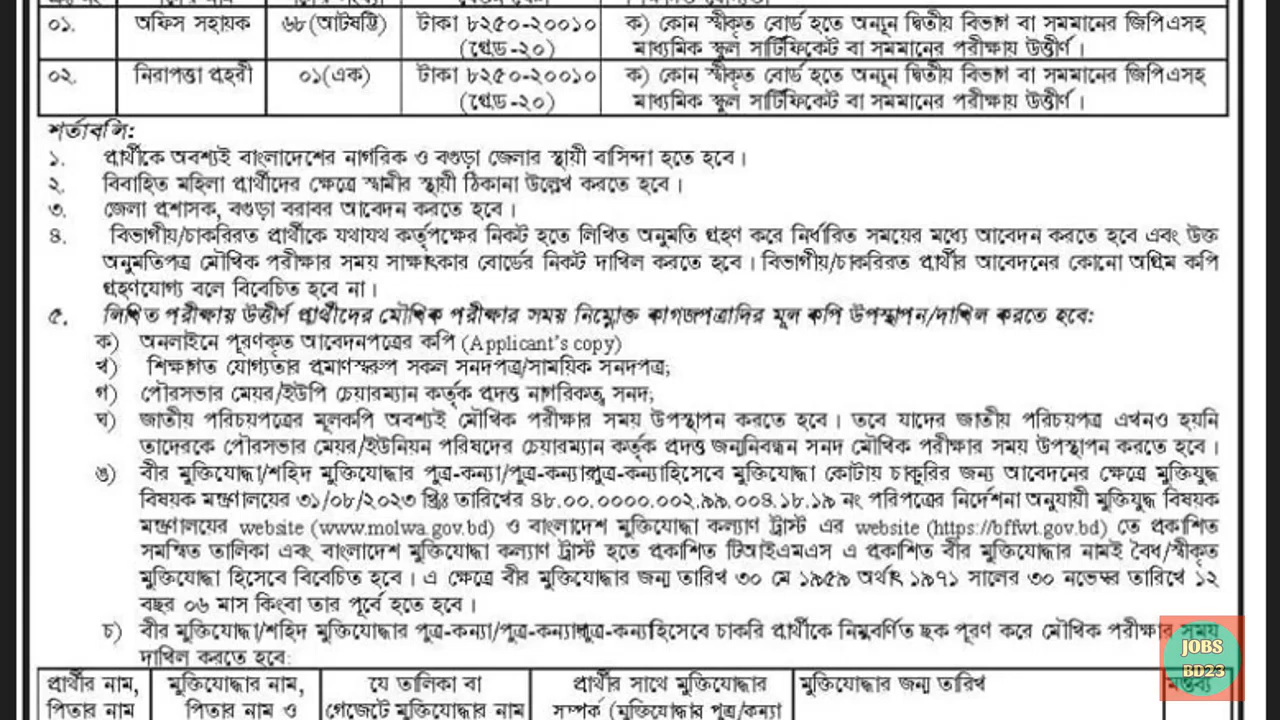 ০১. অফিস সহায়ক ৬৮(আটষট্টি) টাকা ৮২৫০-২০০১০ ক) কোন স্বীকৃত বোর্ড হতে অন্যূন দ্বিতীয় বিভাগ বা সমমানের জিপিএসহ
(গ্রেড-২০) মাধ্যমিক স্কুল সার্টিফিকেট বা সমমানের পরীক্ষায় উত্তীর্ণ।
০২. নিরাপত্তা প্রহরী ০১(এক) টাকা ৮২৫০-২০০১০ ক) কোন স্বীকৃত বোর্ড হতে অন্যূন দ্বিতীয় বিভাগ বা সমমানের জিপিএসহ
(গ্রেড-২০) মাধ্যমিক স্কুল সার্টিফিকেট বা সমমানের পরীক্ষায় উত্তীর্ণ।
শর্তাবলি:
১. প্রার্থীকে অবশ্যই বাংলাদেশের নাগরিক ও বগুড়া জেলার স্থায়ী বাসিন্দা হতে হবে।
২. বিবাহিত মহিলা প্রার্থীদের ক্ষেত্রে স্বামীর স্থায়ী ঠিকানা উল্লেখ করতে হবে।
৩. জেলা প্রশাসক, বগুড়া বরাবর আবেদন করতে হবে।
৪. বিভাগীয়/চাকরিরত প্রার্থীকে যথাযথ কর্তৃপক্ষের নিকট হতে লিখিত অনুমতি গ্রহণ করে নির্ধারিত সময়ের মধ্যে আবেদন করতে হবে এবং উক্ত
অনুমতিপত্র মৌখিক পরীক্ষার সময় সাক্ষাৎকার বোর্ডের নিকট দাখিল করতে হবে। বিভাগীয়/চাকরিরত প্রার্থীর আবেদনের কোনো অগ্রিম কপি
গ্রহণযোগ্য বলে বিবেচিত হবে না।
৫. লিখিত পরীক্ষায় উত্তীর্ণ প্রার্থীদের মৌখিক পরীক্ষার সময় নিম্নোক্ত কাগজপত্রাদির মূল কপি উপস্থাপন/দাখিল করতে হবে:
ক) অনলাইনে পূরণকৃত আবেদনপত্রের কপি (Applicant's copy)
খ) শিক্ষাগত যোগ্যতার প্রমাণস্বরূপ সকল সনদপত্র/সাময়িক সনদপত্র;
গ) পৌরসভার মেয়র/ইউপি চেয়ারম্যান কর্তৃক প্রদত্ত নাগরিকত্ব সনদ;
ঘ) জাতীয় পরিচয়পত্রের মূলকপি অবশ্যই মৌখিক পরীক্ষার সময় উপস্থাপন করতে হবে। তবে যাদের জাতীয় পরিচয়পত্র এখনও হয়নি
তাদেরকে পৌরসভার মেয়র/ইউনিয়ন পরিষদের চেয়ারম্যান কর্তৃক প্রদত্ত জন্মনিবন্ধন সনদ মৌখিক পরীক্ষার সময় উপস্থাপন করতে হবে।
ঙ) বীর মুক্তিযোদ্ধা/শহিদ মুক্তিযোদ্ধার পুত্র-কন্যা/পুত্র-কন্যারপুত্র-কন্যাহিসেবে মুক্তিযোদ্ধা কোটায় চাকুরির জন্য আবেদনের ক্ষেত্রে মুক্তিযুদ্ধ
বিষয়ক মন্ত্রণালয়ের ৩১/০৮/২০২৩ খ্রিঃ তারিখের ৪৮.০০.০০০০.০০২.৯৯.০০৪.১৮.১৯ নং পরিপত্রের নির্দেশনা অনুযায়ী মুক্তিযুদ্ধ বিষয়ক
মন্ত্রণালয়ের website (www.molwa.gov.bd) ও বাংলাদেশ মুক্তিযোদ্ধা কল্যাণ ট্রাস্ট এর website (https://bffwt.gov.bd) তে প্রকাশিত
সমন্বিত তালিকা এবং বাংলাদেশ মুক্তিযোদ্ধা কল্যাণ ট্রাস্ট হতে প্রকাশিত টিআইএমএস এ প্রকাশিত বীর মুক্তিযোদ্ধার নামই বৈধ/স্বীকৃত
মুক্তিযোদ্ধা হিসেবে বিবেচিত হবে। এ ক্ষেত্রে বীর মুক্তিযোদ্ধার জন্ম তারিখ ৩০ মে ১৯৫৯ অর্থাৎ ১৯৭১ সালের ৩০ নভেম্বর তারিখে ১২
বছর ০৬ মাস কিংবা তার পূর্বে হতে হবে।
চ) বীর মুক্তিযোদ্ধা/শহিদ মুক্তিযোদ্ধার পুত্র-কন্যা/পুত্র-কন্যারপুত্র-কন্যাহিসেবে চাকরি প্রার্থীকে নিম্নবর্ণিত ছক পূরণ করে মৌখিক পরীক্ষার সময়
দাখিল করতে হবে:
প্রার্থীর নাম, মুক্তিযোদ্ধার নাম, যে তালিকা বা প্রার্থীর সাথে মুক্তিযোদ্ধার মুক্তিযোদ্ধার জন্ম তারিখ মন্তব্য
পিতার নাম পিতার নাম ও গেজেটে মুক্তিযোদ্ধার নাম সম্পর্ক (মুক্তিযোদ্ধার পুত্র/কন্যা
JOBS
BD23